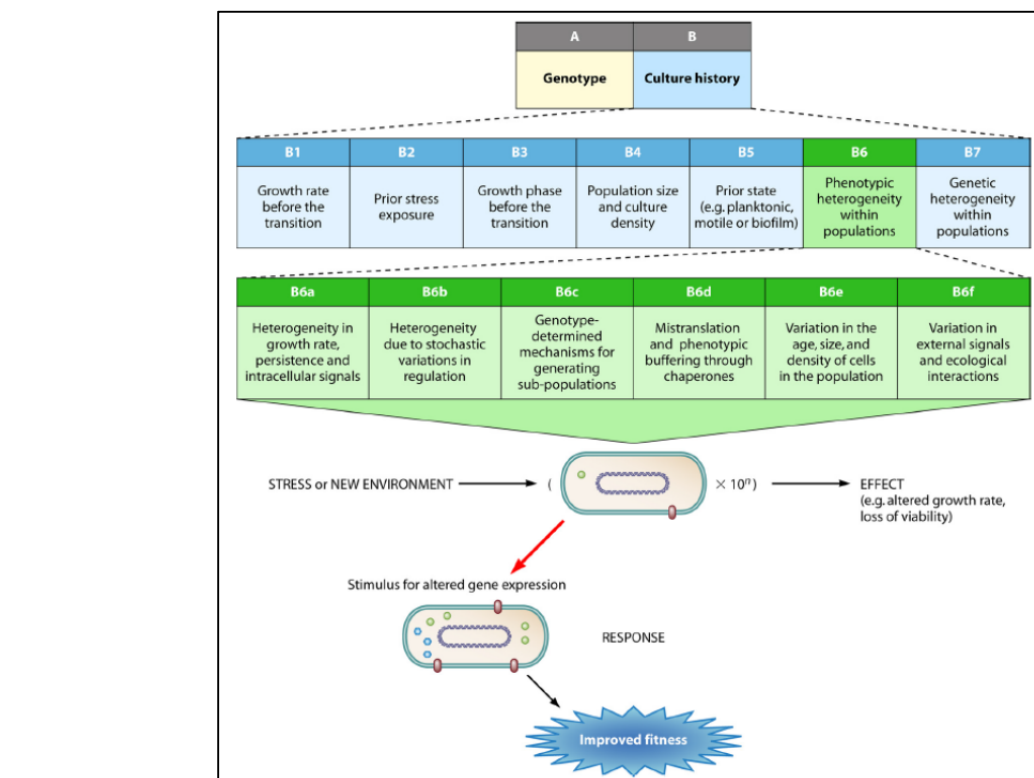 A
B
Genotype
Culture history
B1
B2
B3
B4
B5
B6
B7
Growth rate
before the
transition
Prior stress
exposure
Growth phase
before the
transition
Population size
and culture
density
Prior state
(e.g. planktonic,
motile or biofilm)
Phenotypic
heterogeneity
within
populations
Genetic
heterogeneity
within
populations
B6a
B6b
B6c
B6d
B6e
B6f
Heterogeneity in
growth rate,
persistence and
intracellular signals
Heterogeneity
due to stochastic
variations in
regulation
Genotype-
determined
mechanisms for
generating
sub-populations
Mistranslation
and phenotypic
buffering through
chaperones
Variation in the
age, size, and
density of cells
in the population
Variation in
external signals
and ecological
interactions
STRESS or NEW ENVIRONMENT
( × 10ⁿ)
EFFECT
(e.g. altered growth rate,
loss of viability)
Stimulus for altered gene expression
RESPONSE
Improved fitness